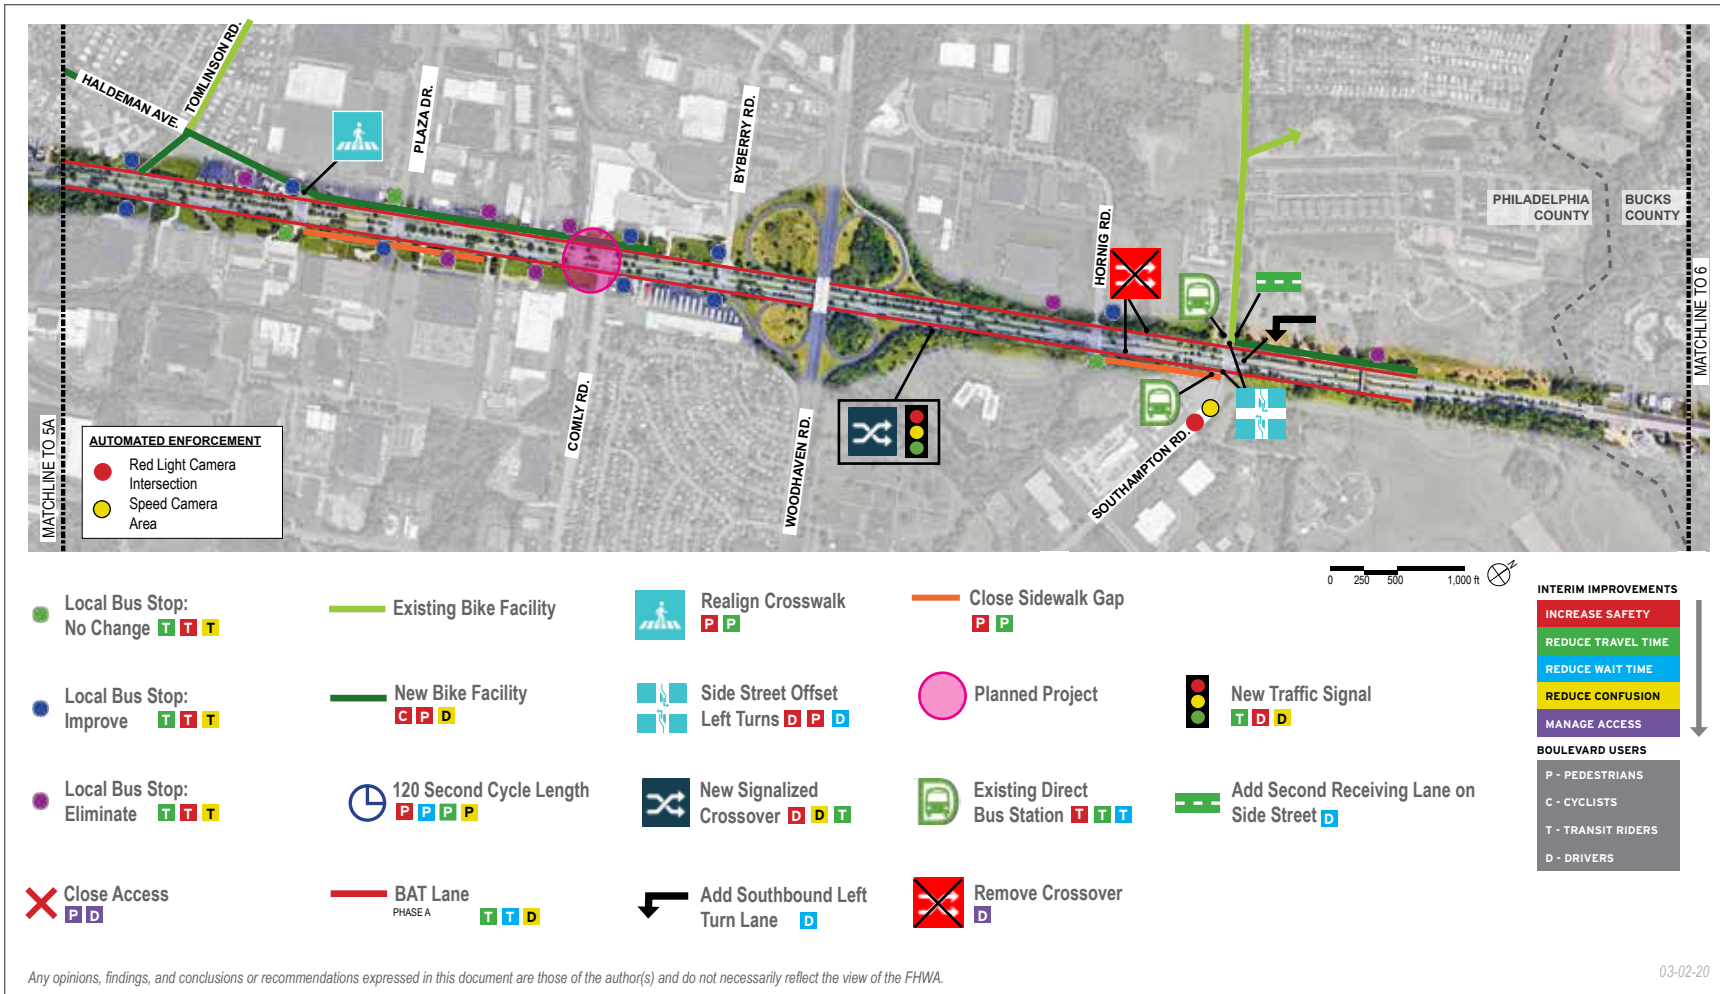 TOMLINSON RD.
HALDEMAN AVE.
PLAZA DR.
BYBERRY RD.
HORNIG RD.
PHILADELPHIA
COUNTY
BUCKS
COUNTY
MATCHLINE TO 6
MATCHLINE TO 5A
COMLY RD.
WOODHAVEN RD.
SOUTHAMPTON RD.
AUTOMATED ENFORCEMENT
Red Light Camera
Intersection
Speed Camera
Area
0 250 500 1,000 ft
N
Local Bus Stop:
No Change T T T
Existing Bike Facility
Realign Crosswalk
P P
Close Sidewalk Gap
P P
Local Bus Stop:
Improve T T T
New Bike Facility
C P D
Side Street Offset
Left Turns D P D
Planned Project
New Traffic Signal
T D D
Local Bus Stop:
Eliminate T T T
120 Second Cycle Length
P P P P
New Signalized
Crossover D D T
Existing Direct
Bus Station T T T
Add Second Receiving Lane on
Side Street D
Close Access
P D
BAT Lane
PHASE A
T T D
Add Southbound Left
Turn Lane D
Remove Crossover
D
INTERIM IMPROVEMENTS
INCREASE SAFETY
REDUCE TRAVEL TIME
REDUCE WAIT TIME
REDUCE CONFUSION
MANAGE ACCESS
BOULEVARD USERS
P - PEDESTRIANS
C - CYCLISTS
T - TRANSIT RIDERS
D - DRIVERS
Any opinions, findings, and conclusions or recommendations expressed in this document are those of the author(s) and do not necessarily reflect the view of the FHWA.
03-02-20